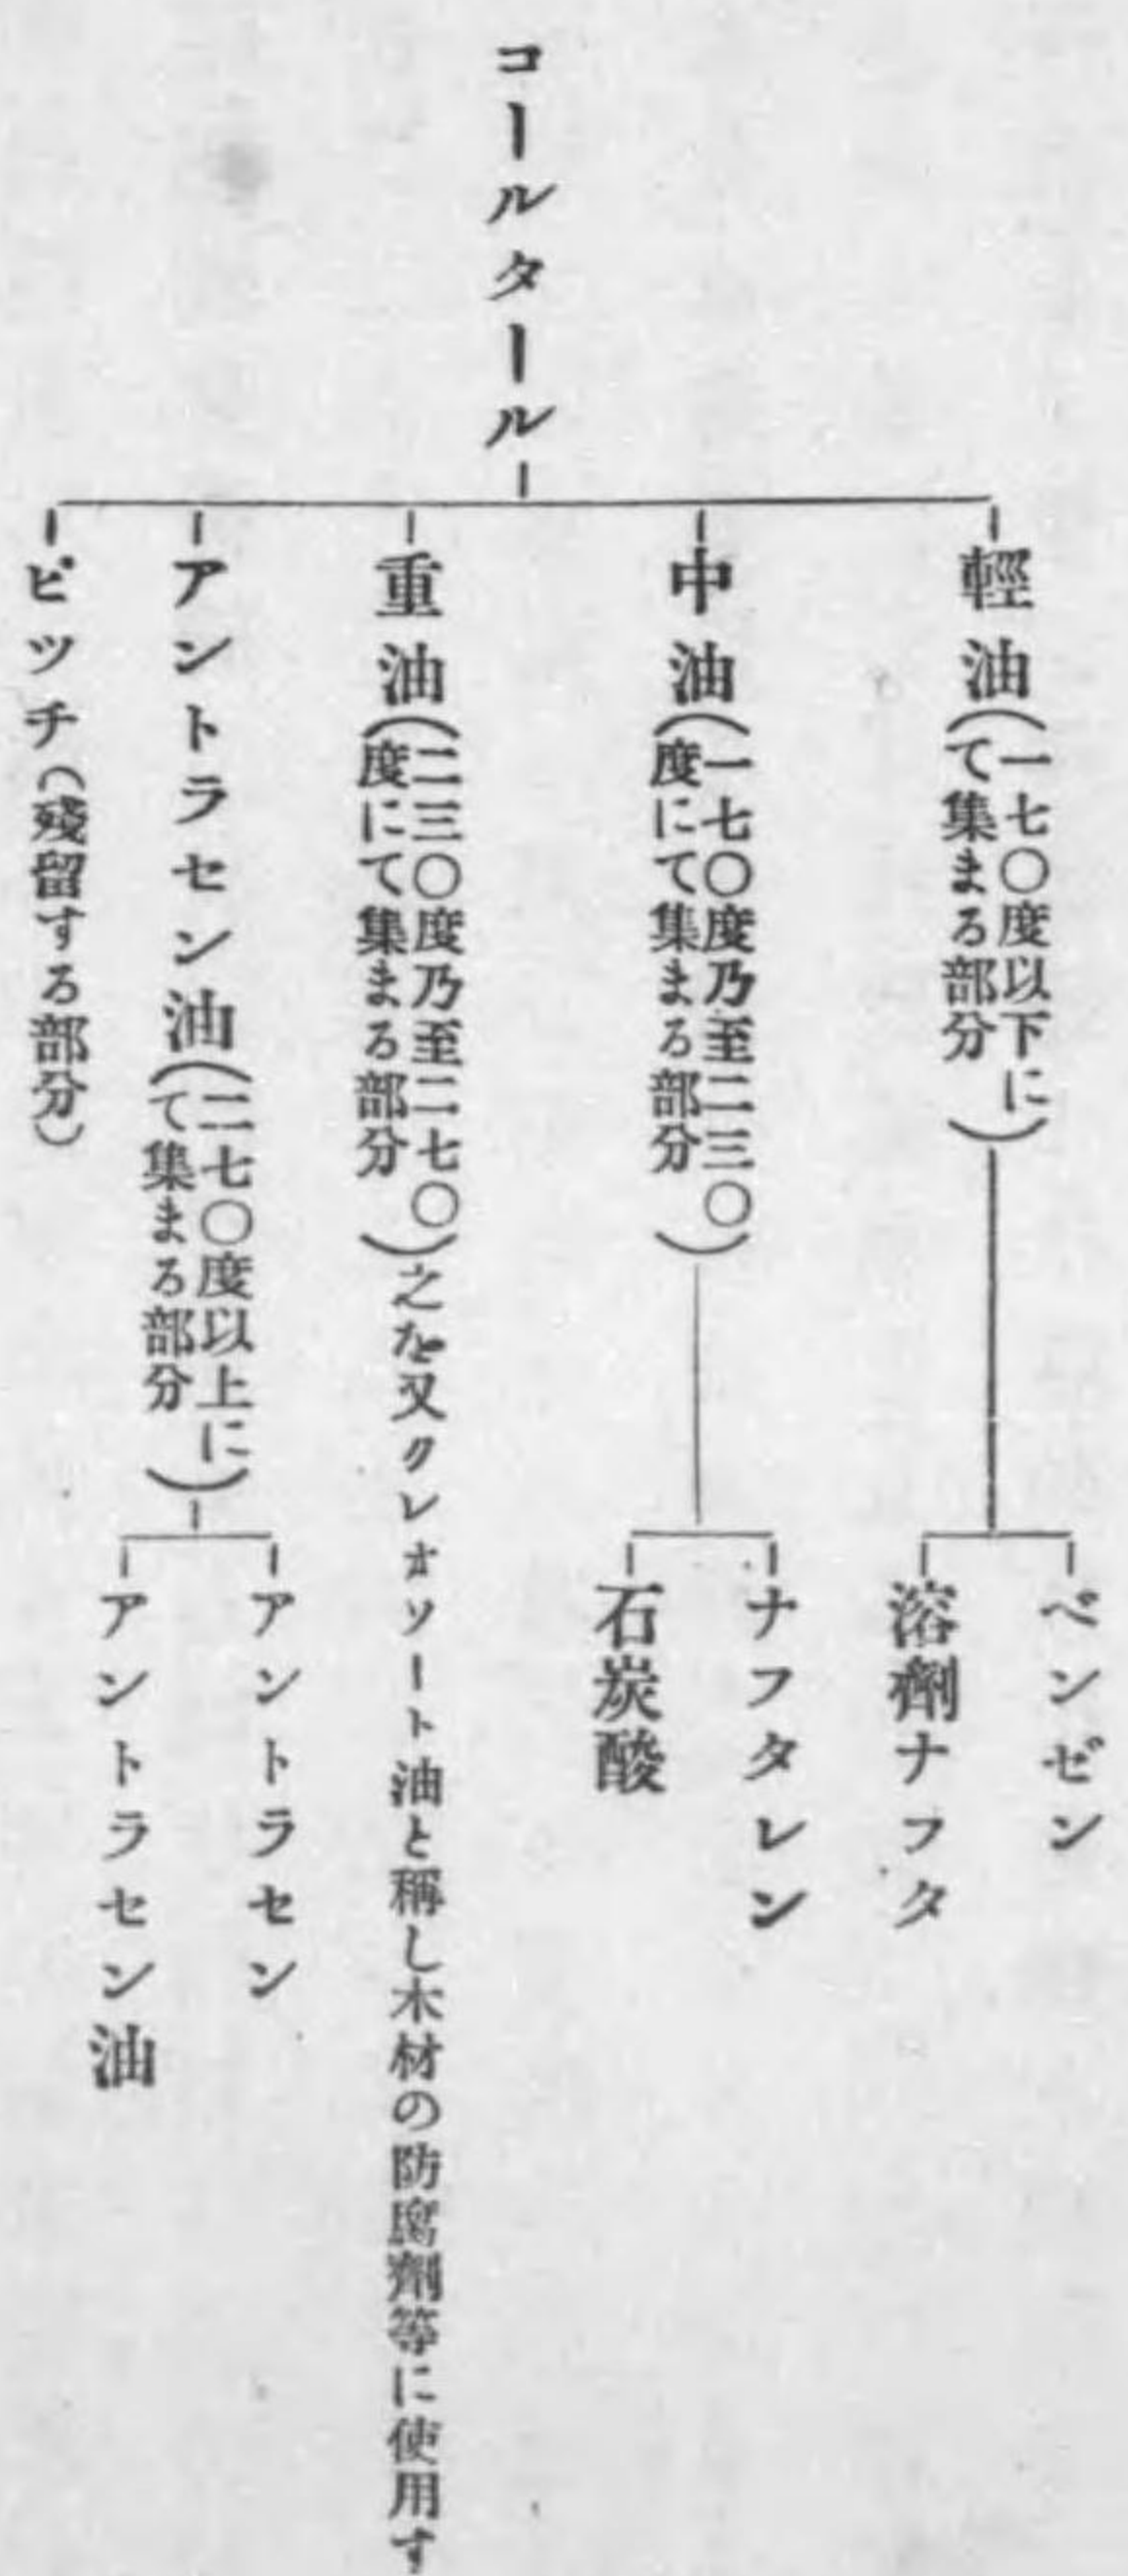 コールタール
輕油(一七〇度以下に
て集まる部分)
ベンゼン
溶劑ナフタ
中油(一七〇度乃至二三〇
度にて集まる部分)
ナフタレン
石炭酸
重油(二三〇度乃至二七〇
度にて集まる部分)之を又クレオソート油と稱し木材の防腐劑等に使用す
アントラセン油(二七〇度以上に
て集まる部分)
アントラセン
アントラセン油
ピッチ(殘留する部分)